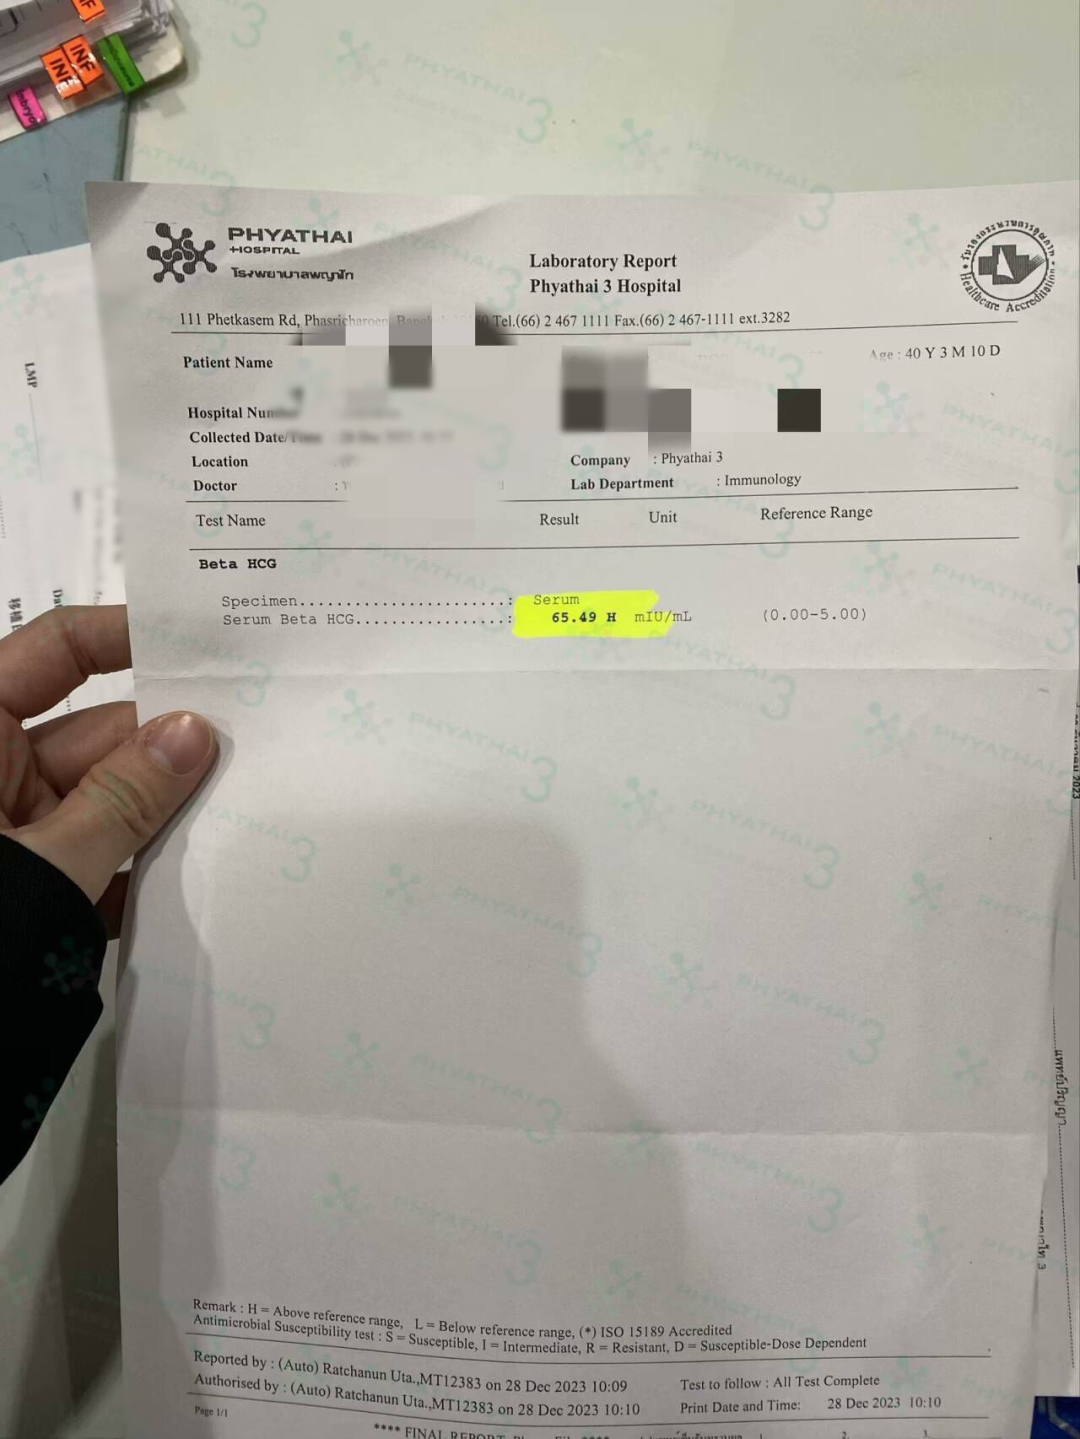 INF
INF
INF
Embryo
PHYATHAI
HOSPITAL
โรงพยาบาลพญาไท
Laboratory Report
Phyathai 3 Hospital
Healthcare Accreditation
111 Phetkasem Rd, Phasricharoen, Tel.(66) 2 467 1111 Fax.(66) 2 467-1111 ext.3282
Patient Name
Age : 40 Y 3 M 10 D
Hospital Num
Collected Date/Time
Location
Company : Phyathai 3
Doctor :
Lab Department : Immunology
Test Name Result Unit Reference Range
Beta HCG
Specimen.......................: Serum
Serum Beta HCG.................: 65.49 H mIU/mL (0.00-5.00)
LMP
PHYATHAI 3
Remark : H = Above reference range, L = Below reference range, (*) ISO 15189 Accredited
Antimicrobial Susceptibility test : S = Susceptible, I = Intermediate, R = Resistant, D = Susceptible-Dose Dependent
Reported by : (Auto) Ratchanun Uta.,MT12383 on 28 Dec 2023 10:09
Test to follow : All Test Complete
Authorised by : (Auto) Ratchanun Uta.,MT12383 on 28 Dec 2023 10:10
Print Date and Time: 28 Dec 2023 10:10
Page 1/1
**** FINAL REPORT